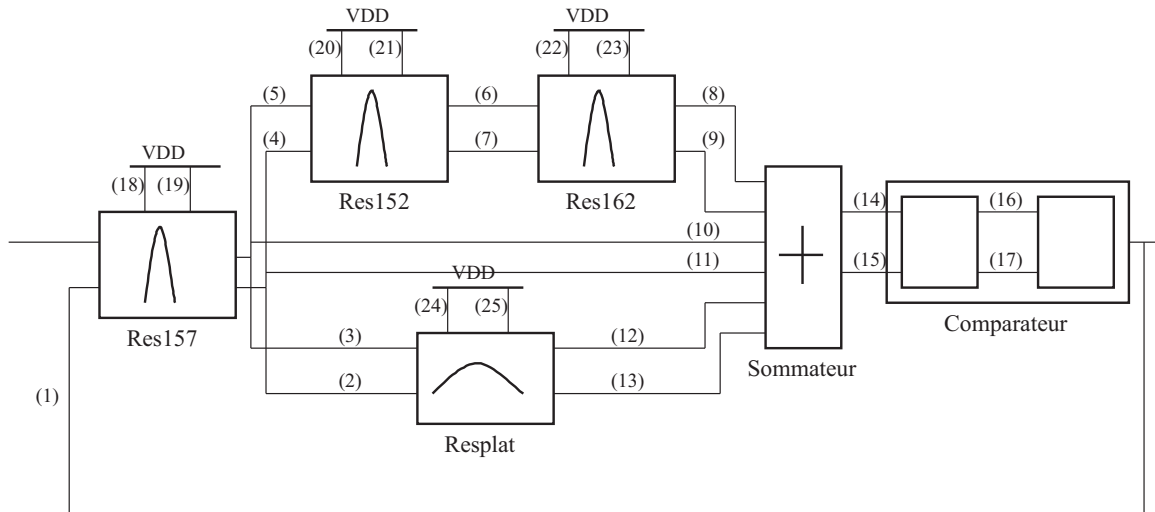 VDD VDD
(20) (21) (22) (23)
(5) (6) (8)
(4) (7) (9)
VDD Res152 Res162
(18) (19) (14) (16)
(10)
(11) (15) (17)
VDD
(24) (25)
Res157 (3) (12) Comparateur
Sommateur
(1) (2) (13)
Resplat